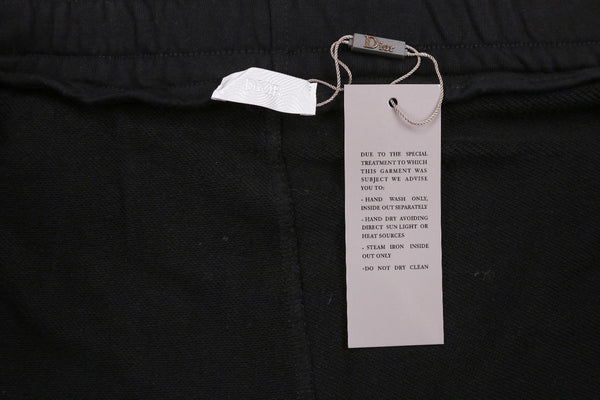 Dior
DIOR
DUE TO THE SPECIAL
TREATMENT TO WHICH
THIS GARMENT WAS
SUBJECT WE ADVISE
YOU TO:
- HAND WASH ONLY,
INSIDE OUT SEPARATELY
- HAND DRY AVOIDING
DIRECT SUN LIGHT OR
HEAT SOURCES
- STEAM IRON INSIDE
OUT ONLY
-DO NOT DRY CLEAN